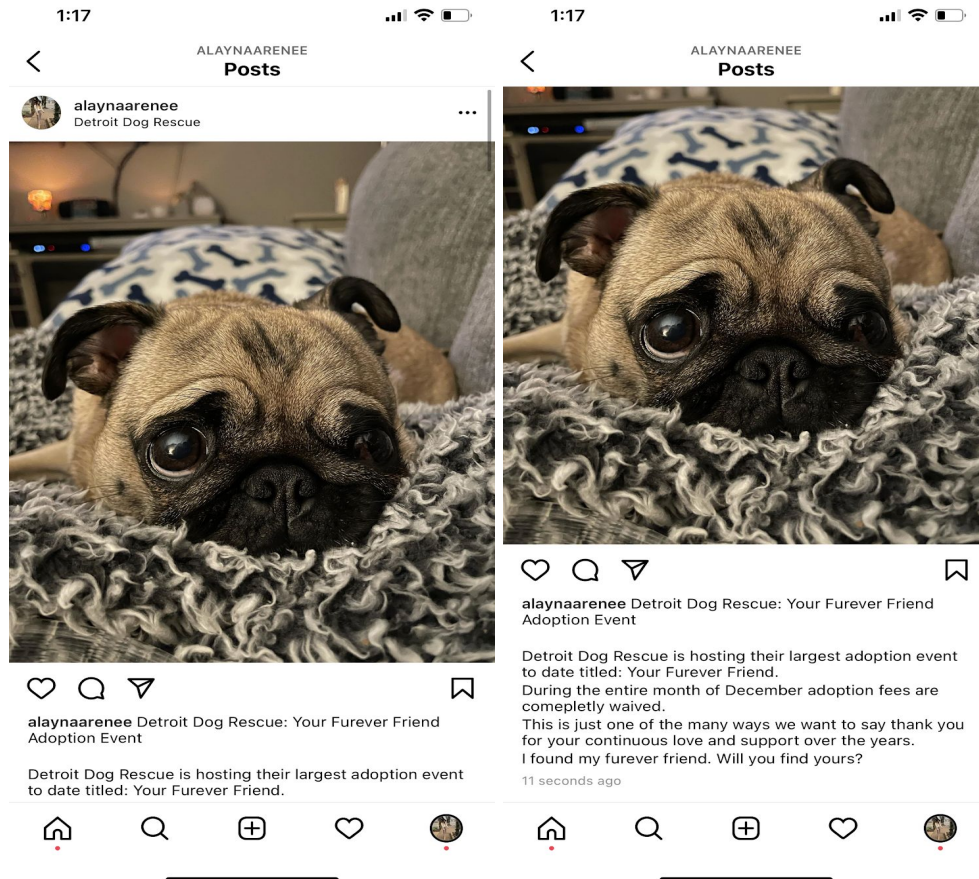 1:17
ALAYNAARENEE
Posts
alaynaarenee
Detroit Dog Rescue
alaynaarenee Detroit Dog Rescue: Your Furever Friend
Adoption Event
Detroit Dog Rescue is hosting their largest adoption event
to date titled: Your Furever Friend.
1:17
ALAYNAARENEE
Posts
alaynaarenee Detroit Dog Rescue: Your Furever Friend
Adoption Event
Detroit Dog Rescue is hosting their largest adoption event
to date titled: Your Furever Friend.
During the entire month of December adoption fees are
comepletly waived.
This is just one of the many ways we want to say thank you
for your continuous love and support over the years.
I found my furever friend. Will you find yours?
11 seconds ago